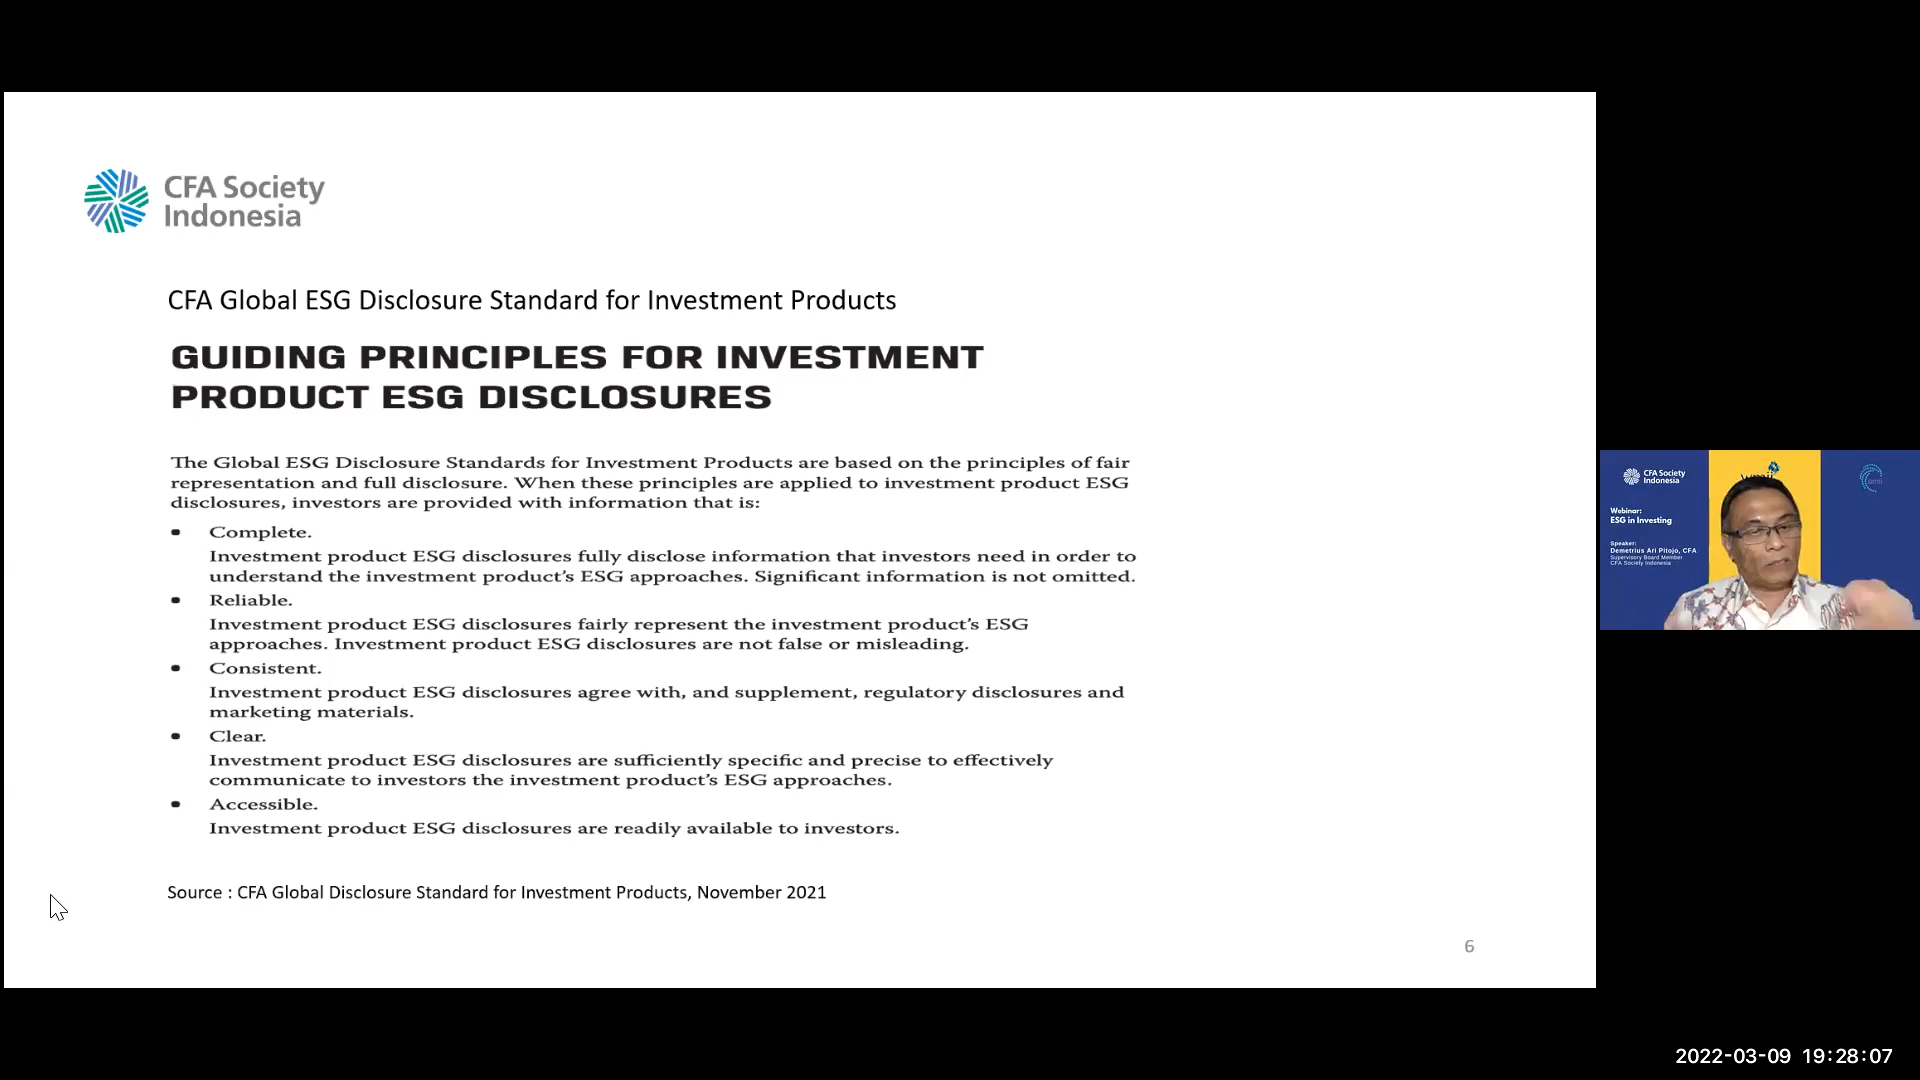 CFA Society
Indonesia
CFA Global ESG Disclosure Standard for Investment Products
GUIDING PRINCIPLES FOR INVESTMENT
PRODUCT ESG DISCLOSURES
The Global ESG Disclosure Standards for Investment Products are based on the principles of fair
representation and full disclosure. When these principles are applied to investment product ESG
disclosures, investors are provided with information that is:
• Complete.
Investment product ESG disclosures fully disclose information that investors need in order to
understand the investment product’s ESG approaches. Significant information is not omitted.
• Reliable.
Investment product ESG disclosures fairly represent the investment product’s ESG
approaches. Investment product ESG disclosures are not false or misleading.
• Consistent.
Investment product ESG disclosures agree with, and supplement, regulatory disclosures and
marketing materials.
• Clear.
Investment product ESG disclosures are sufficiently specific and precise to effectively
communicate to investors the investment product’s ESG approaches.
• Accessible.
Investment product ESG disclosures are readily available to investors.
Source : CFA Global Disclosure Standard for Investment Products, November 2021
6
CFA Society
Indonesia
Webinar:
ESG in Investing
Speaker:
Demetrius Ari Pitojo, CFA
Supervisory Board Member
CFA Society Indonesia
2022-03-09 19:28:07